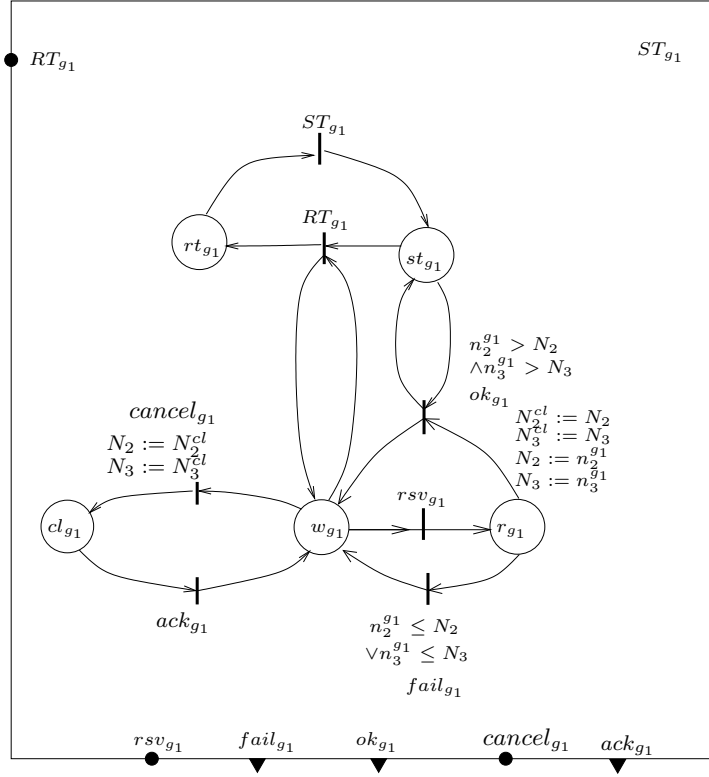 ST_{g_1}
RT_{g_1}
ST_{g_1}
RT_{g_1}
rt_{g_1}
st_{g_1}
n_2^{g_1} > N_2
∧n_3^{g_1} > N_3
ok_{g_1}
cancel_{g_1}
N_2^{cl} := N_2
N_3^{cl} := N_3
N_2 := n_2^{g_1}
N_3 := n_3^{g_1}
N_2 := N_2^{cl}
N_3 := N_3^{cl}
rsv_{g_1}
cl_{g_1}
w_{g_1}
r_{g_1}
ack_{g_1}
n_2^{g_1} ≤ N_2
∨n_3^{g_1} ≤ N_3
fail_{g_1}
rsv_{g_1}
fail_{g_1}
ok_{g_1}
cancel_{g_1}
ack_{g_1}